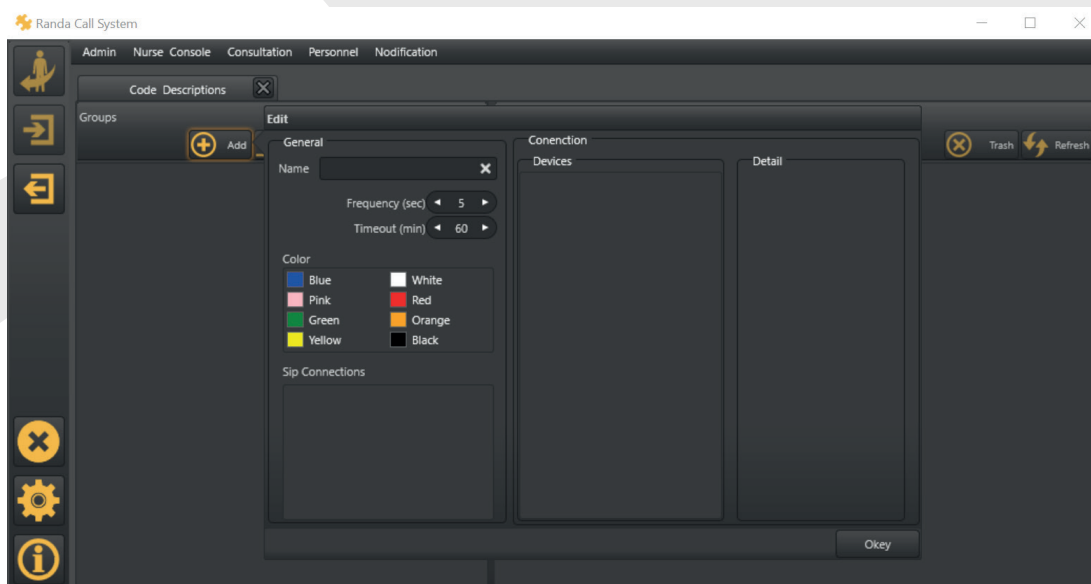 Randa Call System
Admin Nurse Console Consultation Personnel Nodification
Code Descriptions
Groups
Add
Edit
General
Name
Frequency (sec) 5
Timeout (min) 60
Color
Blue White
Pink Red
Green Orange
Yellow Black
Sip Connections
Conenction
Devices
Detail
Okey
Trash Refresh